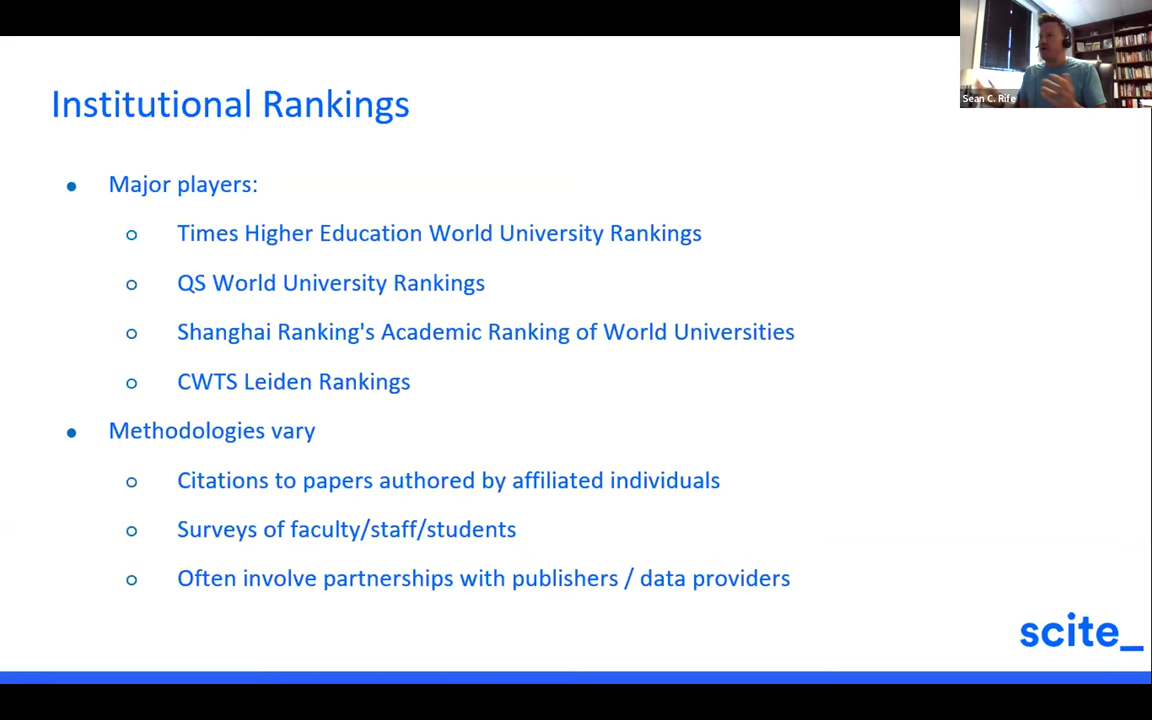 Sean C. Rife
Institutional Rankings
● Major players:
○ Times Higher Education World University Rankings
○ QS World University Rankings
○ Shanghai Ranking's Academic Ranking of World Universities
○ CWTS Leiden Rankings
● Methodologies vary
○ Citations to papers authored by affiliated individuals
○ Surveys of faculty/staff/students
○ Often involve partnerships with publishers / data providers
scite_